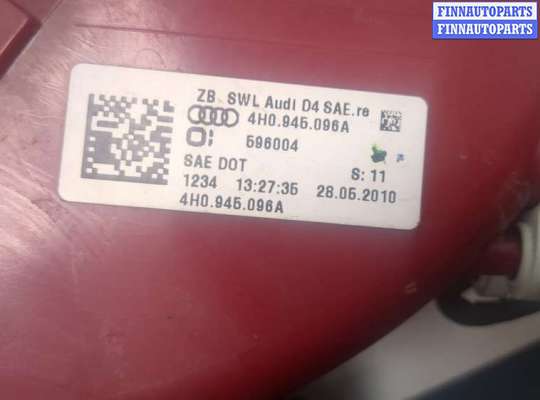 FINNAUTOPARTS
FINNAUTOPARTS
ZB. SWL Audi D4 SAE.re
4H0.945.096A
596004
SAE DOT
S: 11
1234 13:27:35 28.05.2010
4H0.945.096A